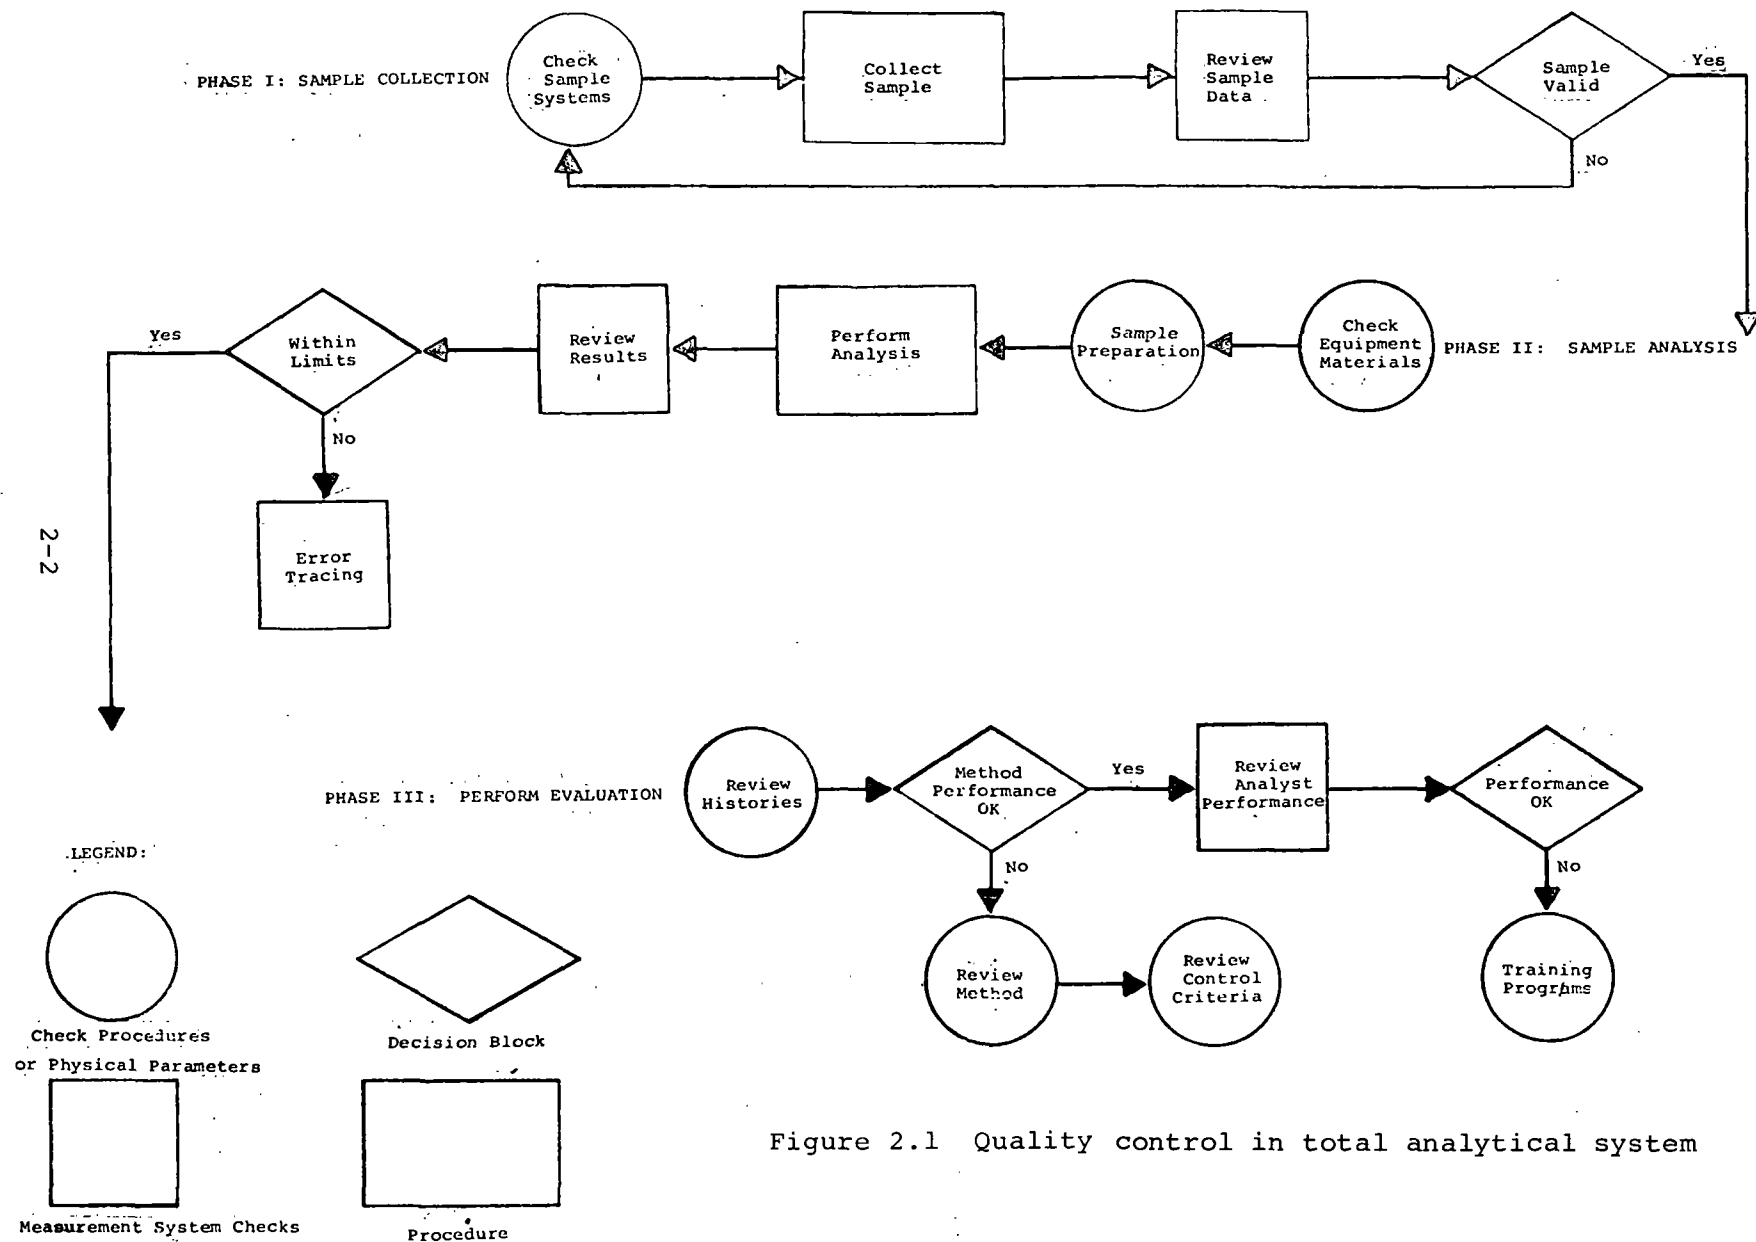 PHASE I: SAMPLE COLLECTION
Check
Sample
Systems
Collect
Sample
Review
Sample
Data
Sample
Valid
Yes
No
PHASE II: SAMPLE ANALYSIS
Check
Equipment
Materials
Sample
Preparation
Perform
Analysis
Review
Results
Within
Limits
Yes
No
Error
Tracing
2-2
PHASE III: PERFORM EVALUATION
Review
Histories
Method
Performance
OK
Yes
Review
Analyst
Performance
Performance
OK
No
No
Review
Method
Review
Control
Criteria
Training
Programs
LEGEND:
Check Procedures
or Physical Parameters
Decision Block
Measurement System Checks
Procedure
Figure 2.1 Quality control in total analytical system